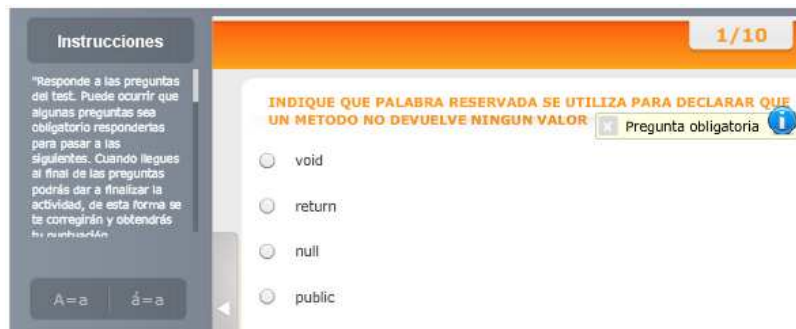 Instrucciones
"Responde a las preguntas
del test. Puede ocurrir que
algunas preguntas sea
obligatorio responderlas
para pasar a las
siguientes. Cuando llegues
al final de las preguntas
podrás dar a finalizar la
actividad, de esta forma se
te corregirán y obtendrás
tu puntuación
A=a á=a
1/10
INDIQUE QUE PALABRA RESERVADA SE UTILIZA PARA DECLARAR QUE
UN METODO NO DEVUELVE NINGUN VALOR
Pregunta obligatoria
void
return
null
public